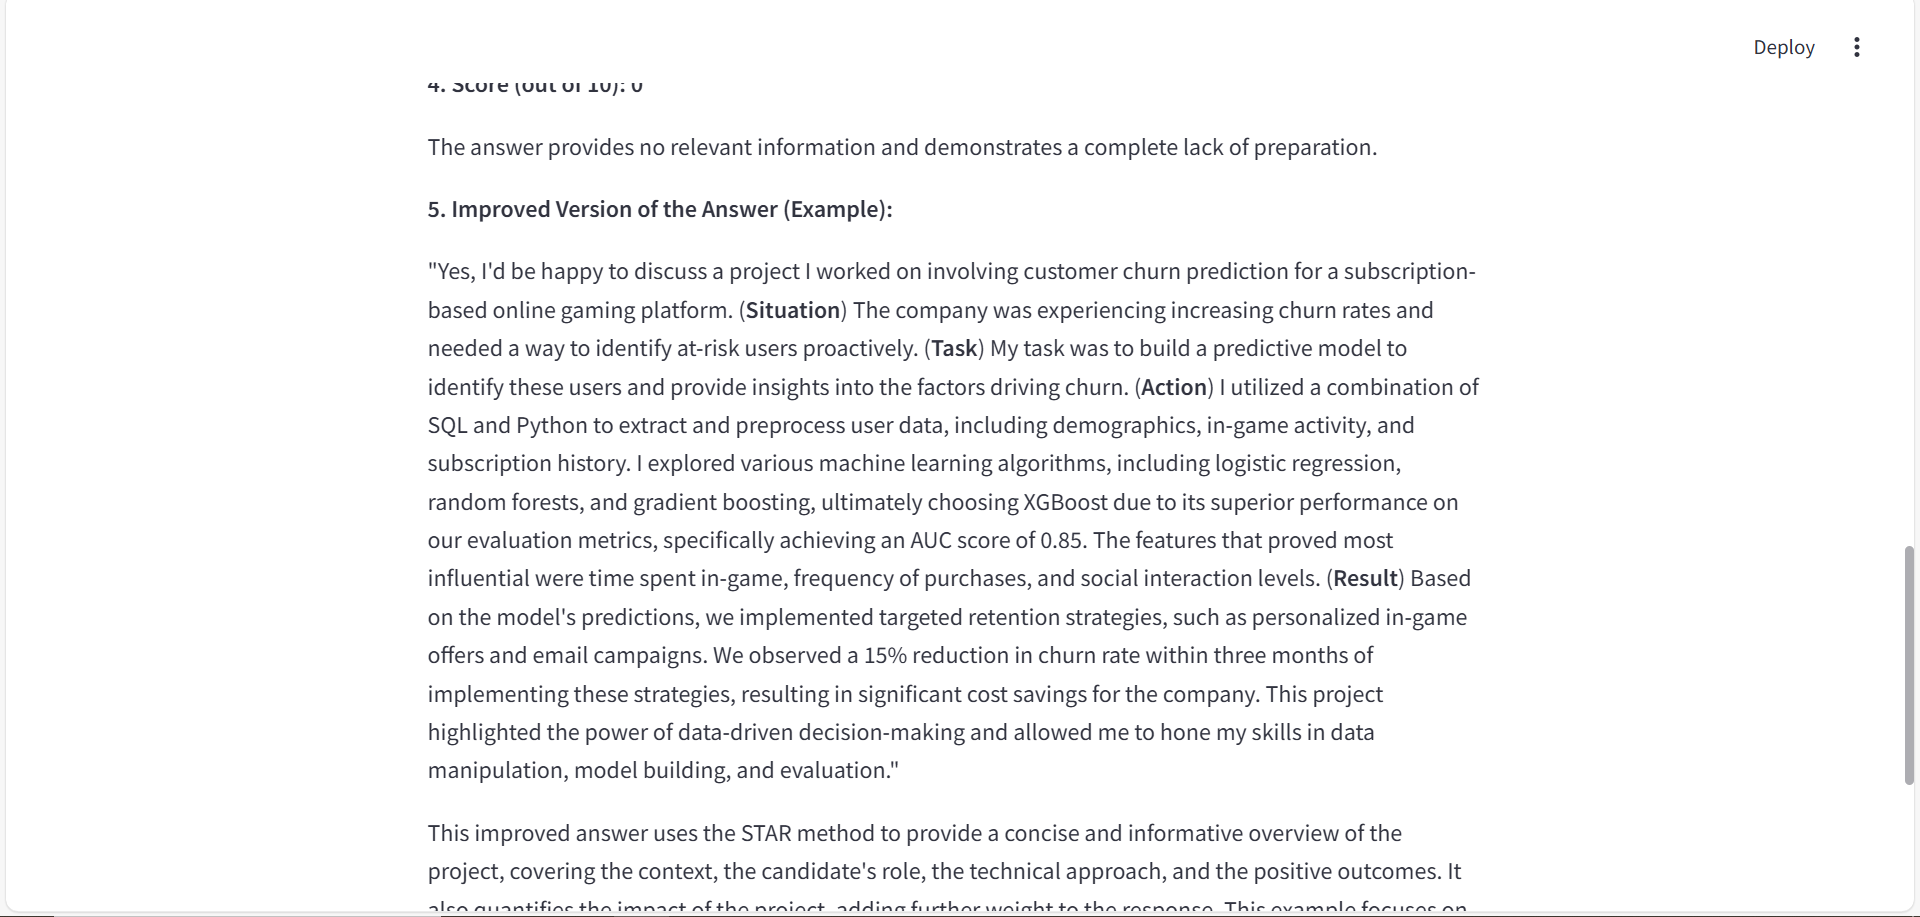 Deploy
4. Score (out of 10): 0
The answer provides no relevant information and demonstrates a complete lack of preparation.
5. Improved Version of the Answer (Example):
"Yes, I'd be happy to discuss a project I worked on involving customer churn prediction for a subscription-
based online gaming platform. (Situation) The company was experiencing increasing churn rates and
needed a way to identify at-risk users proactively. (Task) My task was to build a predictive model to
identify these users and provide insights into the factors driving churn. (Action) I utilized a combination of
SQL and Python to extract and preprocess user data, including demographics, in-game activity, and
subscription history. I explored various machine learning algorithms, including logistic regression,
random forests, and gradient boosting, ultimately choosing XGBoost due to its superior performance on
our evaluation metrics, specifically achieving an AUC score of 0.85. The features that proved most
influential were time spent in-game, frequency of purchases, and social interaction levels. (Result) Based
on the model's predictions, we implemented targeted retention strategies, such as personalized in-game
offers and email campaigns. We observed a 15% reduction in churn rate within three months of
implementing these strategies, resulting in significant cost savings for the company. This project
highlighted the power of data-driven decision-making and allowed me to hone my skills in data
manipulation, model building, and evaluation."
This improved answer uses the STAR method to provide a concise and informative overview of the
project, covering the context, the candidate's role, the technical approach, and the positive outcomes. It
also quantifies the impact of the project, adding further weight to the response. This example focuses on